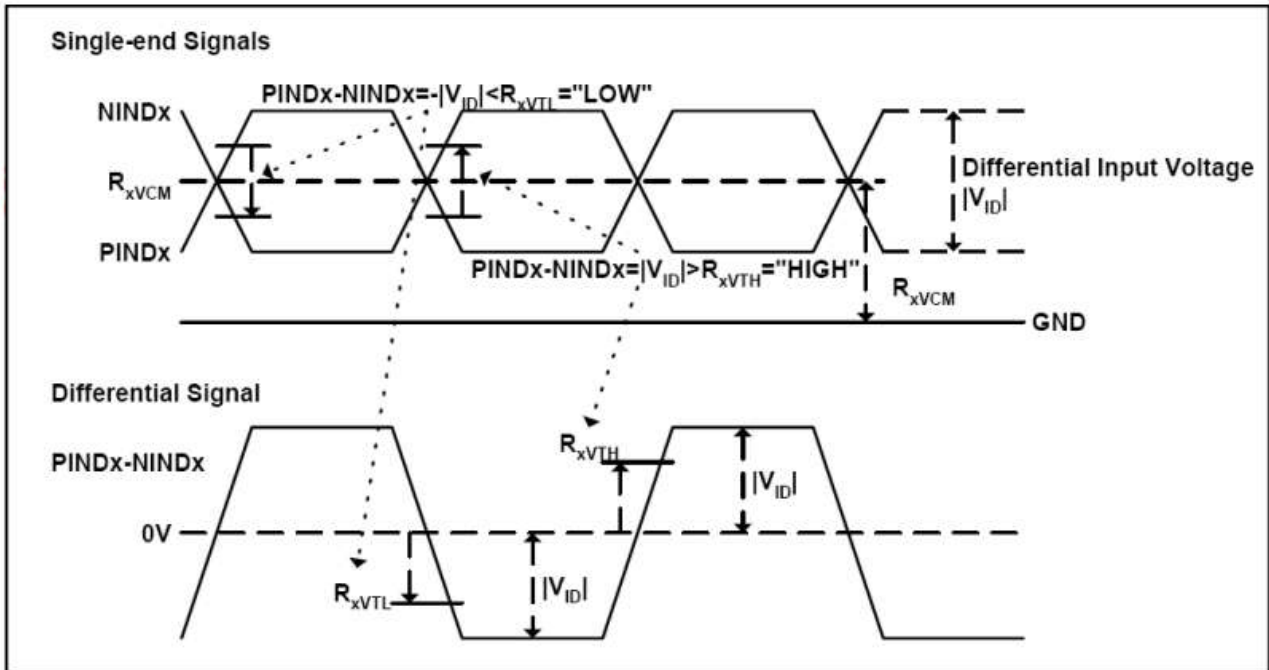 Single-end Signals
PINDx-NINDx=-|VID|<RxVTL="LOW"
NINDx
RxVCM
PINDx
Differential Input Voltage
|VID|
PINDx-NINDx=|VID|>RxVTH="HIGH"
RxVCM
GND
Differential Signal
PINDx-NINDx
RxVTH
|VID|
0V
RxVTL
|VID|